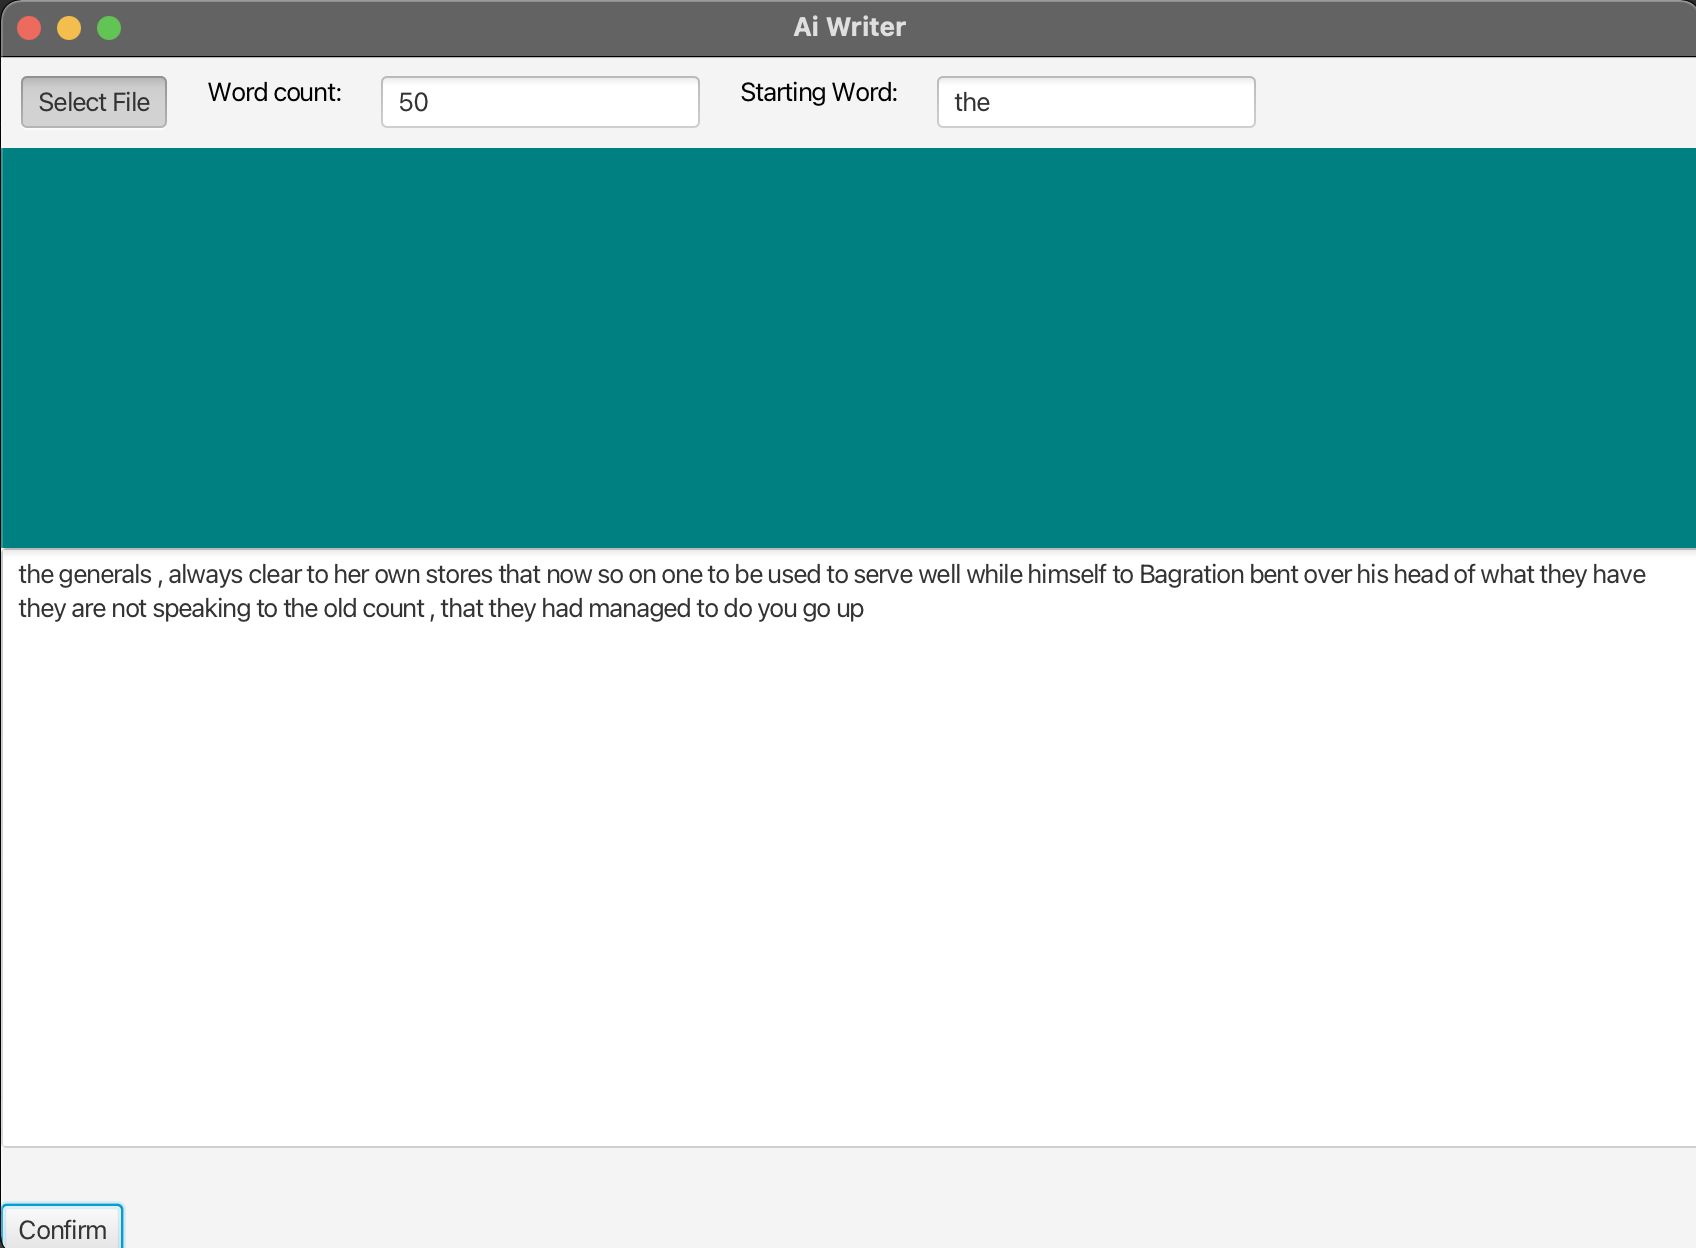 Ai Writer
Select File Word count: 50 Starting Word: the
the generals , always clear to her own stores that now so on one to be used to serve well while himself to Bagration bent over his head of what they have
they are not speaking to the old count , that they had managed to do you go up
Confirm